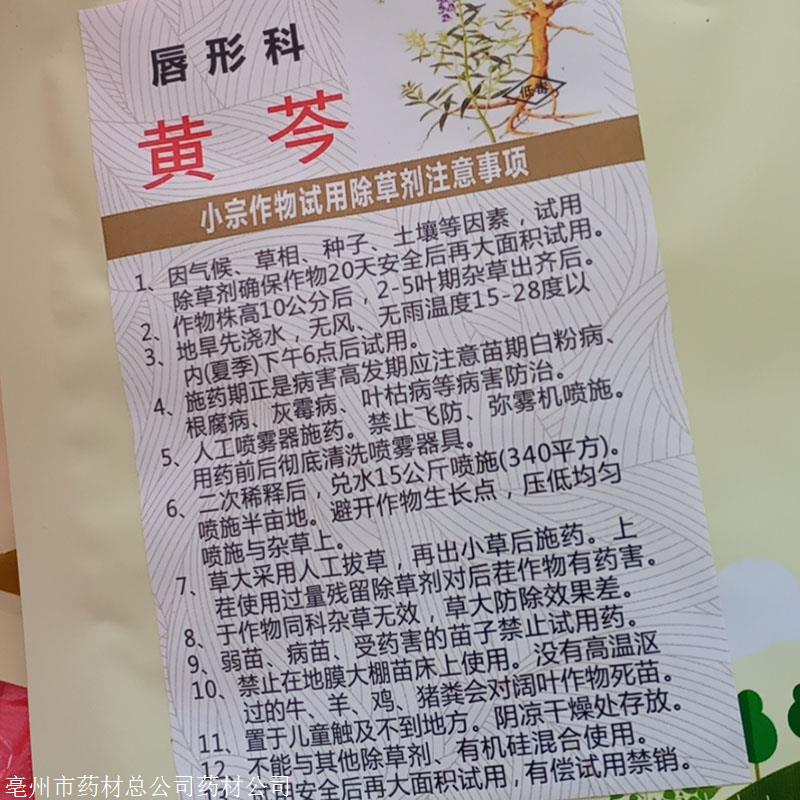 唇形科
低毒
黄芩
小宗作物试用除草剂注意事项
1、因气候、草相、种子、土壤等因素，试用
除草剂确保作物20天安全后再大面积试用。
2、作物株高10公分后，2-5叶期杂草出齐后。
3、地旱先浇水，无风、无雨温度15-28度以
内(夏季)下午6点后试用。
4、施药期正是病害高发期应注意苗期白粉病、
根腐病、灰霉病、叶枯病等病害防治。
5、人工喷雾器施药。禁止飞防、弥雾机喷施。
用药前后彻底清洗喷雾器具。
6、二次稀释后，兑水15公斤喷施(340平方)。
喷施半亩地。避开作物生长点，压低均匀
喷施与杂草上。
7、草大采用人工拔草，再出小草后施药。上
茬使用过量残留除草剂对后茬作物有药害。
8、于作物同科杂草无效，草大防除效果差。
9、弱苗、病苗、受药害的苗子禁止试用药。
10、禁止在地膜大棚苗床上使用。没有高温沤
过的牛、羊、鸡、猪粪会对阔叶作物死苗。
11、置于儿童触及不到地方。阴凉干燥处存放。
12、不能与其他除草剂、有机硅混合使用。
安全后再大面积试用，有偿试用禁销。
亳州市药材总公司药材公司